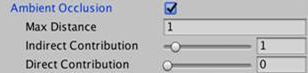 Ambient Occlusion
Max Distance 1
Indirect Contribution 1
Direct Contribution 0